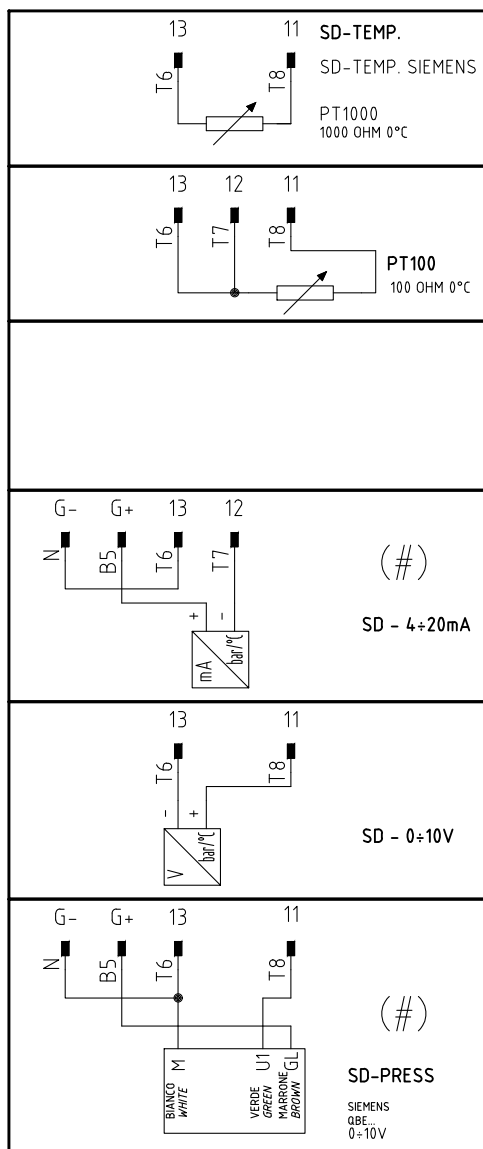 13 11 SD-TEMP.
T6 T8 SD-TEMP. SIEMENS
PT1000
1000 OHM 0°C
13 12 11
T6 T7 T8
PT100
100 OHM 0°C
G- G+ 13 12
N B5 T6 T7
(#)
+ -
mA bar/°C
SD - 4÷20mA
13 11
T6 T8
- +
V bar/°C
SD - 0÷10V
G- G+ 13 11
N B5 T6 T8
(#)
M U1 GL
BIANCO
WHITE
VERDE
GREEN
MARRONE
BROWN
SD-PRESS
SIEMENS
QBE...
0÷10V